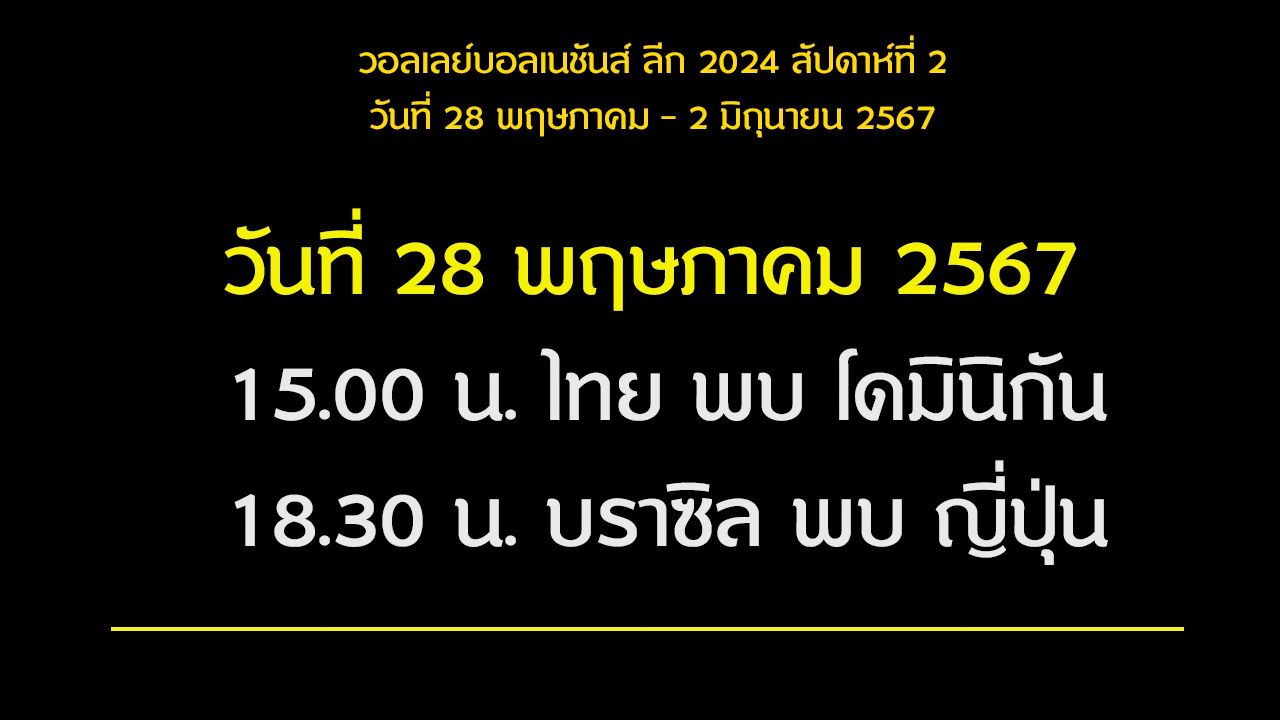 วอลเลย์บอลเนชันส์ ลีก 2024 สัปดาห์ที่ 2
วันที่ 28 พฤษภาคม - 2 มิถุนายน 2567
วันที่ 28 พฤษภาคม 2567
15.00 น. ไทย พบ โดมินิกัน
18.30 น. บราซิล พบ ญี่ปุ่น